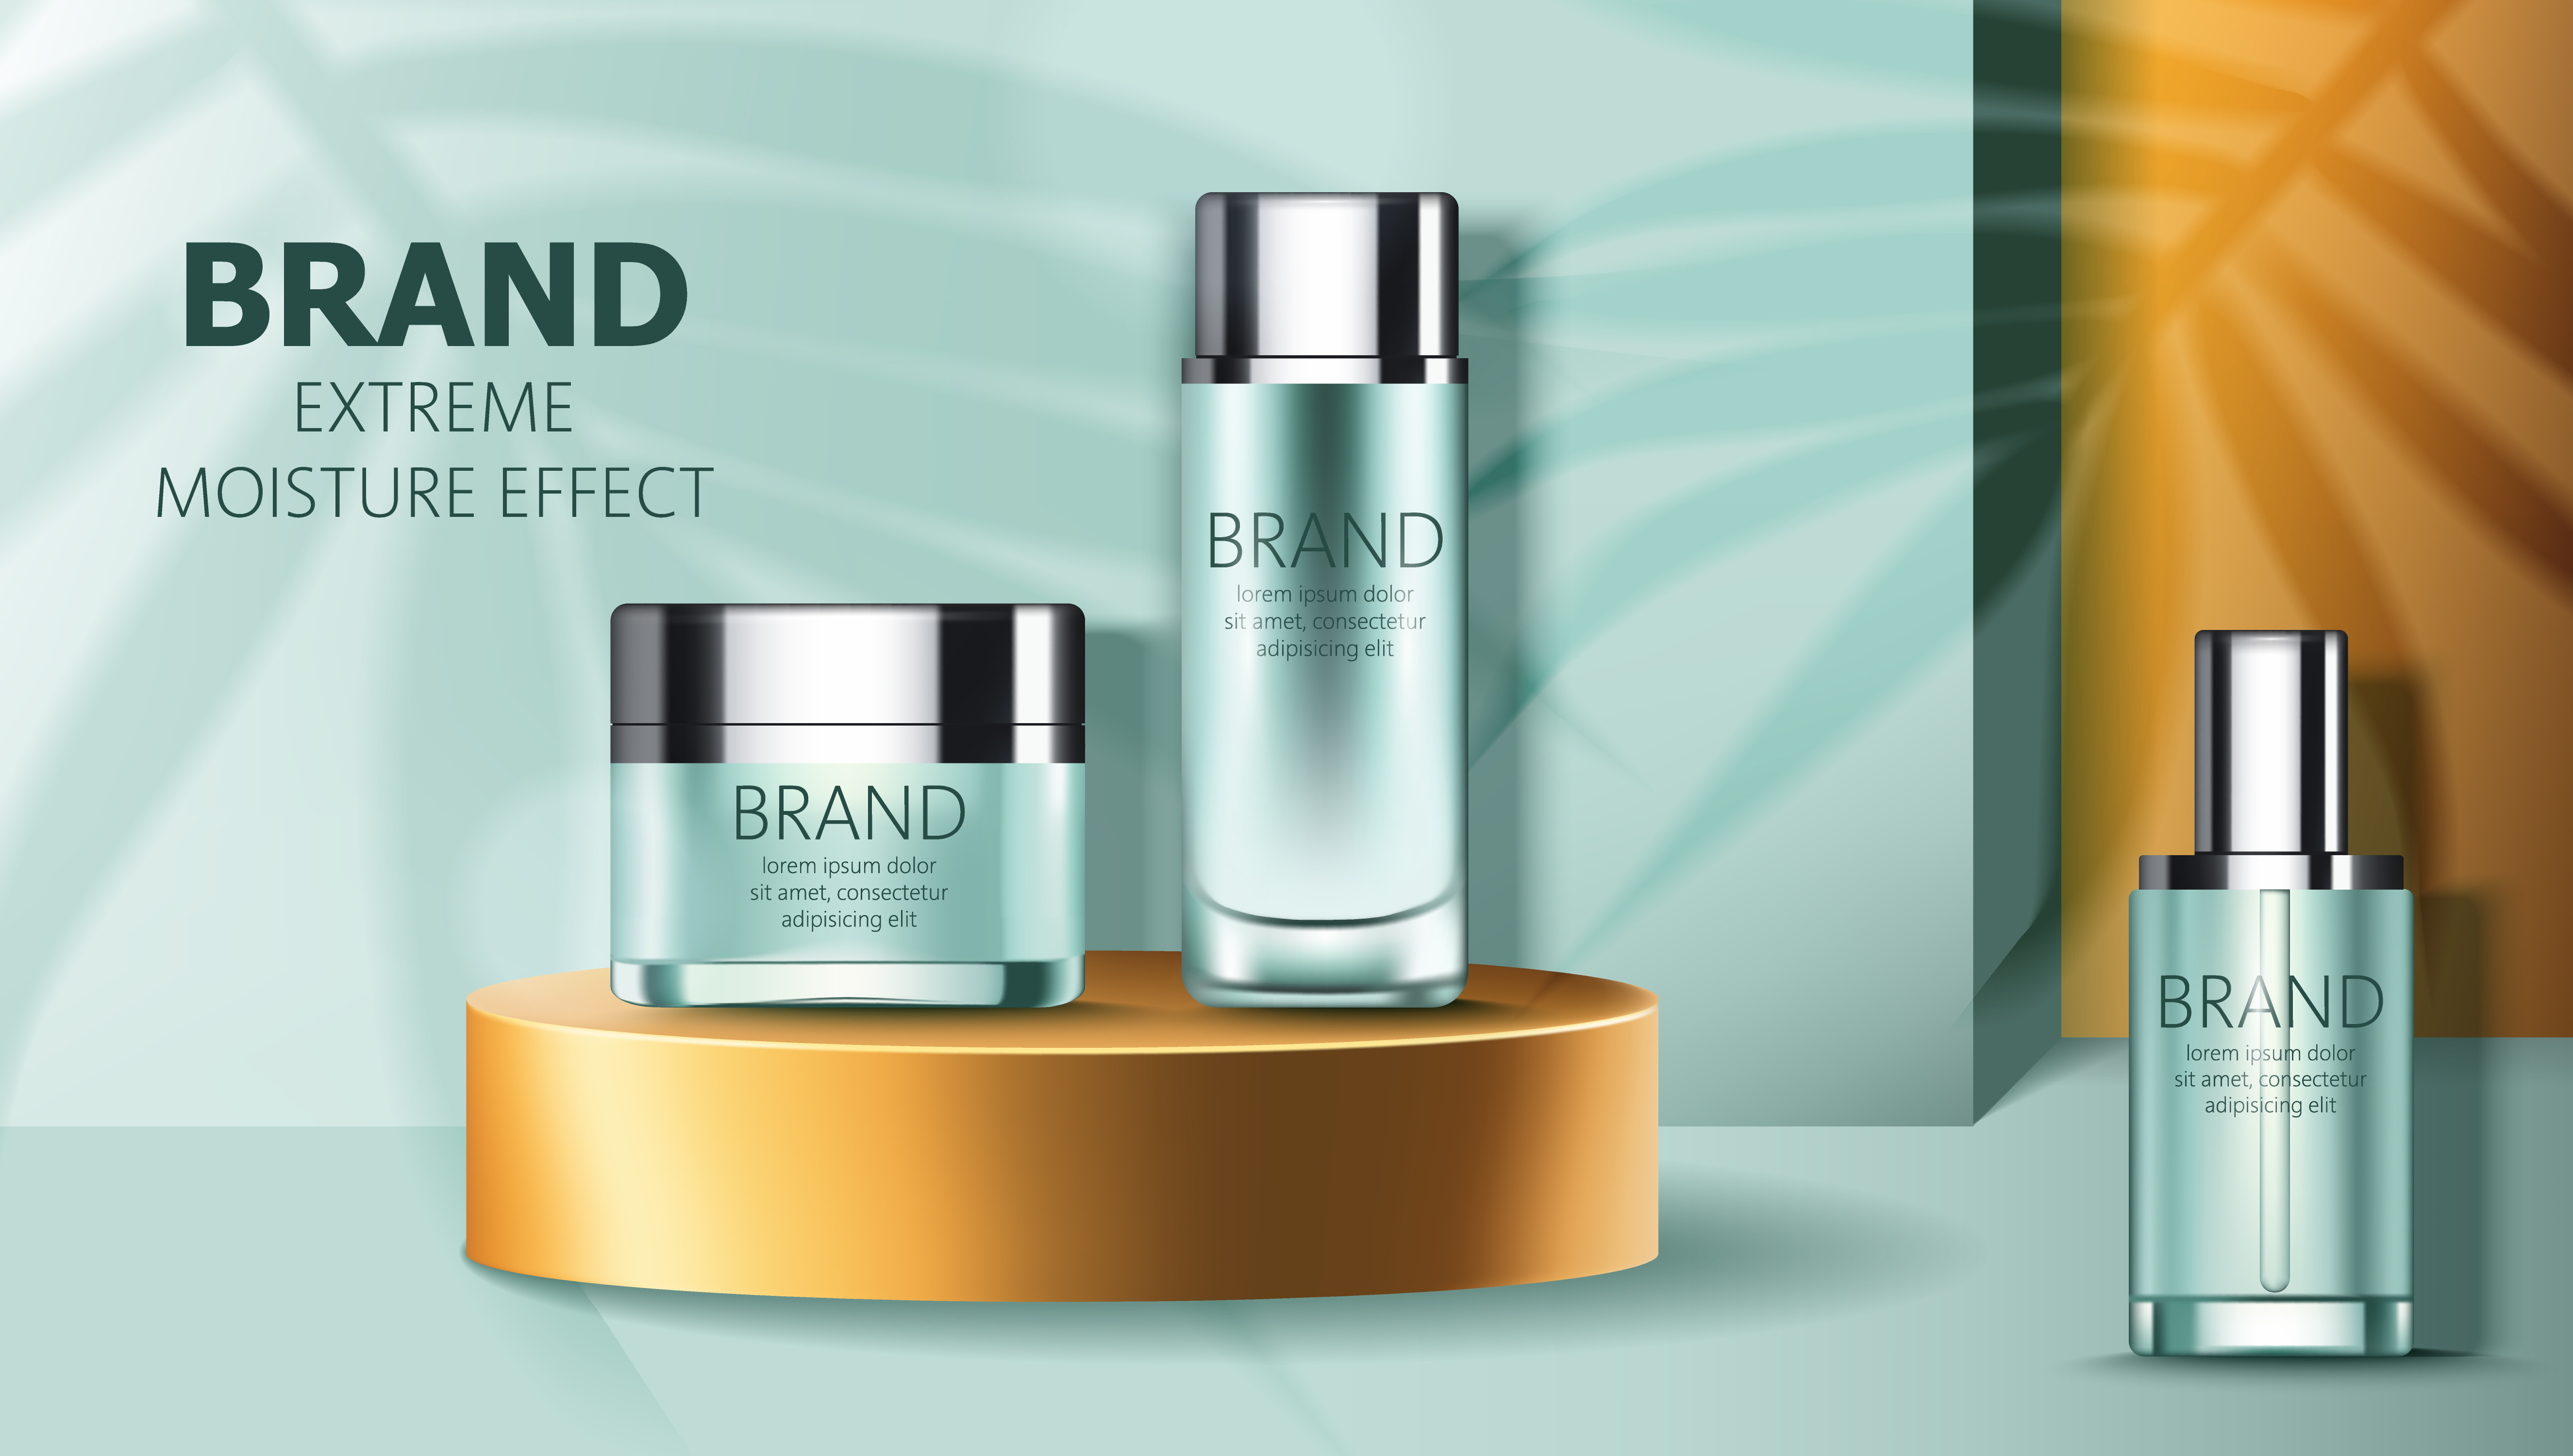 BRAND
EXTREME
MOISTURE EFFECT
BRAND
lorem ipsum dolor
sit amet, consectetur
adipisicing elit
BRAND
lorem ipsum dolor
sit amet, consectetur
adipisicing elit
BRAND
lorem ipsum dolor
sit amet, consectetur
adipisicing elit